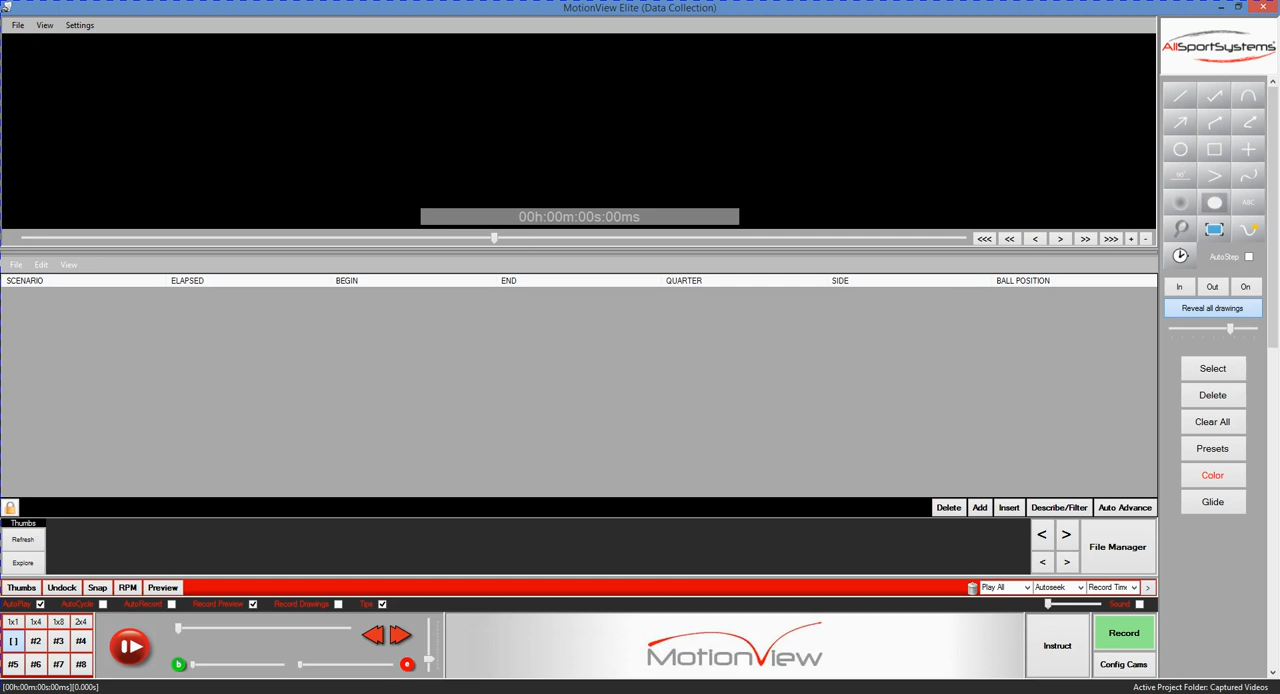 MotionView Elite (Data Collection)
File View Settings
AllSportSystems
00h:00m:00s:00ms
<<< << < > >> >>> + -
90°
ABC
AutoStep
In Out On
Reveal all drawings
File Edit View
SCENARIO ELAPSED BEGIN END QUARTER SIDE BALL POSITION
Select
Delete
Clear All
Presets
Color
Glide
Delete Add Insert Describe/Filter Auto Advance
Thumbs
Refresh
Explore
< >
< >
File Manager
Thumbs Undock Snap RPM Preview
Play All Autoseek Record Time >
AutoPlay AutoCycle AutoRecord Record Preview Record Drawings Tips Sound
1x1 1x4 1x8 2x4
[ ] #2 #3 #4
#5 #6 #7 #8
b e
MotionView
Instruct
Record
Config Cams
[00h:00m:00s:00ms][0.000s]
Active Project Folder: Captured Videos